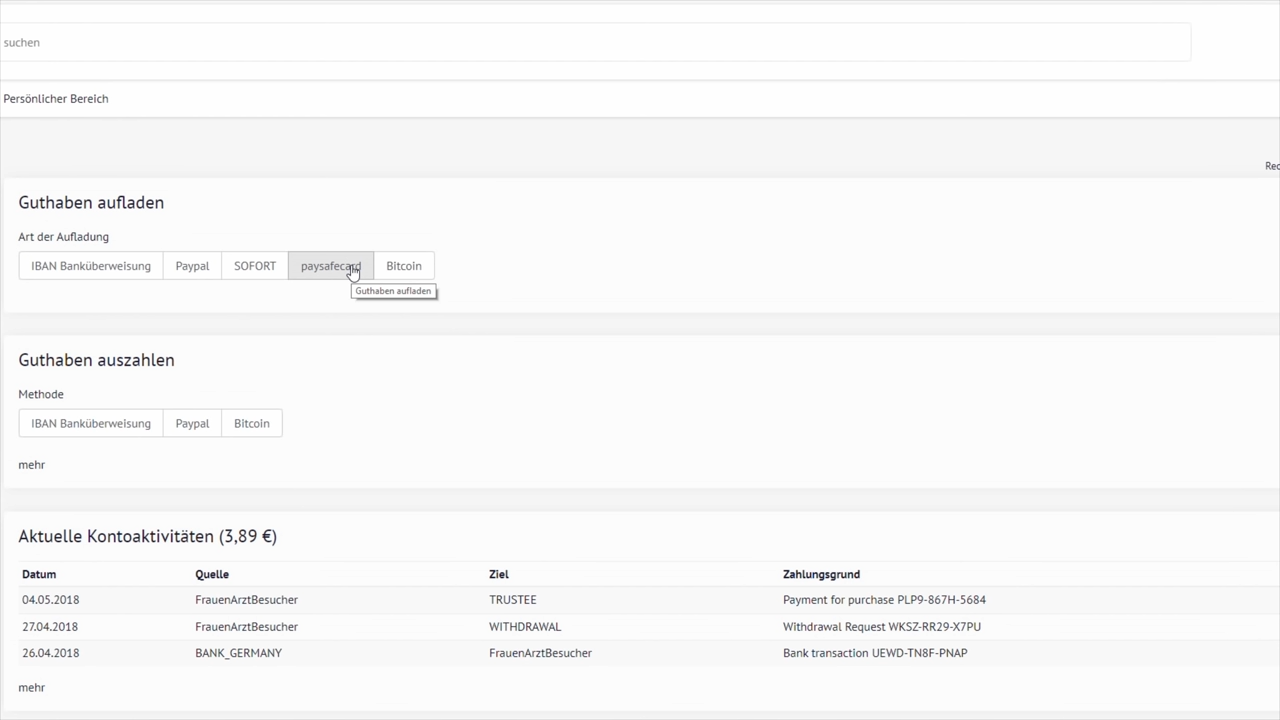 suchen
Persönlicher Bereich
Rec
Guthaben aufladen
Art der Aufladung
IBAN Banküberweisung Paypal SOFORT paysafecard Bitcoin
Guthaben aufladen
Guthaben auszahlen
Methode
IBAN Banküberweisung Paypal Bitcoin
mehr
Aktuelle Kontoaktivitäten (3,89 €)
Datum Quelle Ziel Zahlungsgrund
04.05.2018 FrauenArztBesucher TRUSTEE Payment for purchase PLP9-867H-5684
27.04.2018 FrauenArztBesucher WITHDRAWAL Withdrawal Request WKSZ-RR29-X7PU
26.04.2018 BANK_GERMANY FrauenArztBesucher Bank transaction UEWD-TN8F-PNAP
mehr